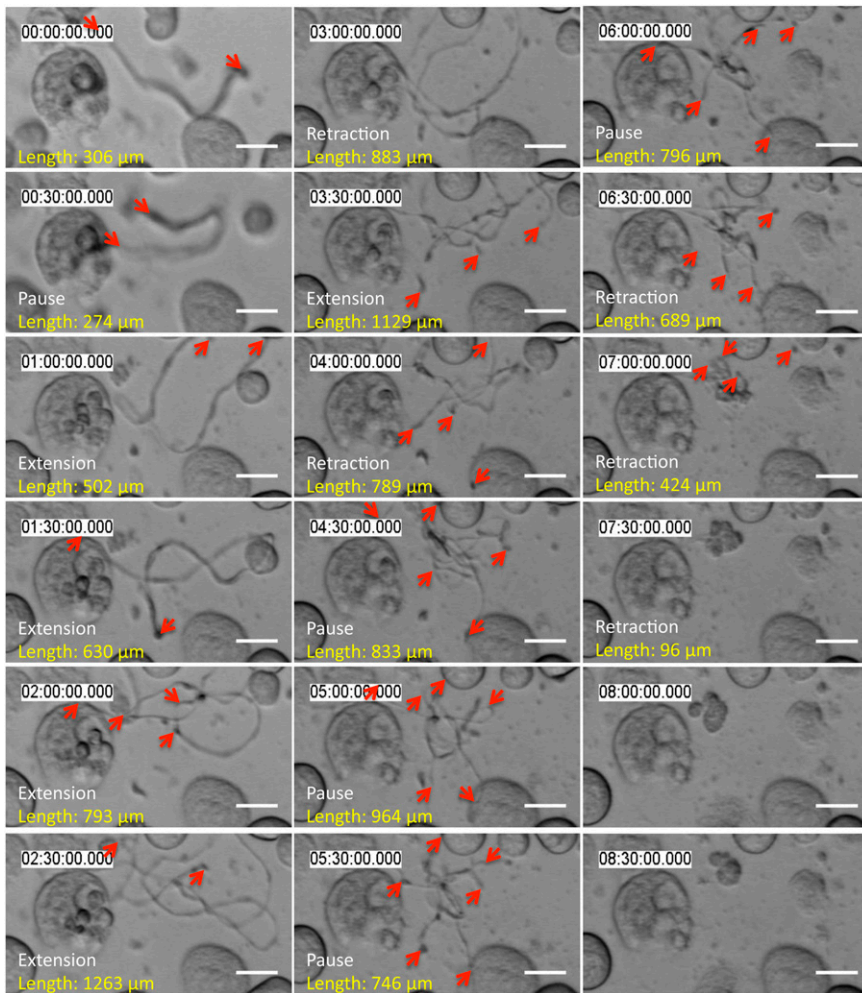 00:00:00.000
Length: 306 µm
00:30:00.000
Pause
Length: 274 µm
01:00:00.000
Extension
Length: 502 µm
01:30:00.000
Extension
Length: 630 µm
02:00:00.000
Extension
Length: 793 µm
02:30:00.000
Extension
Length: 1263 µm
03:00:00.000
Retraction
Length: 883 µm
03:30:00.000
Extension
Length: 1129 µm
04:00:00.000
Retraction
Length: 789 µm
04:30:00.000
Pause
Length: 833 µm
05:00:00.000
Pause
Length: 964 µm
05:30:00.000
Pause
Length: 746 µm
06:00:00.000
Pause
Length: 796 µm
06:30:00.000
Retraction
Length: 689 µm
07:00:00.000
Retraction
Length: 424 µm
07:30:00.000
Retraction
Length: 96 µm
08:00:00.000
08:30:00.000